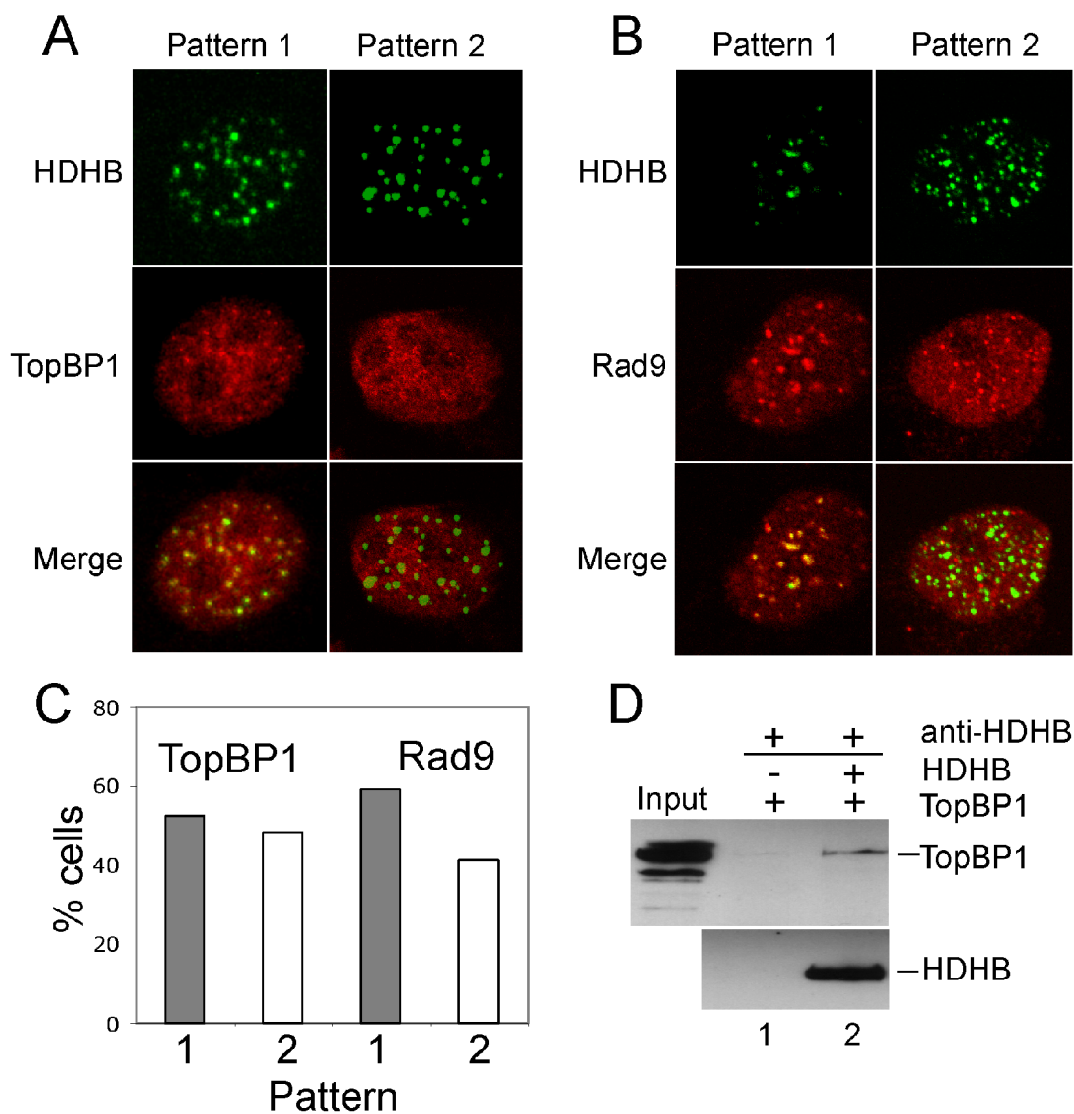 A
Pattern 1 Pattern 2
HDHB
TopBP1
Merge
B
Pattern 1 Pattern 2
HDHB
Rad9
Merge
C
80
60
40
20
0
% cells
TopBP1 Rad9
1 2 1 2
Pattern
D
+ + anti-HDHB
- + HDHB
Input + + TopBP1
TopBP1
HDHB
1 2